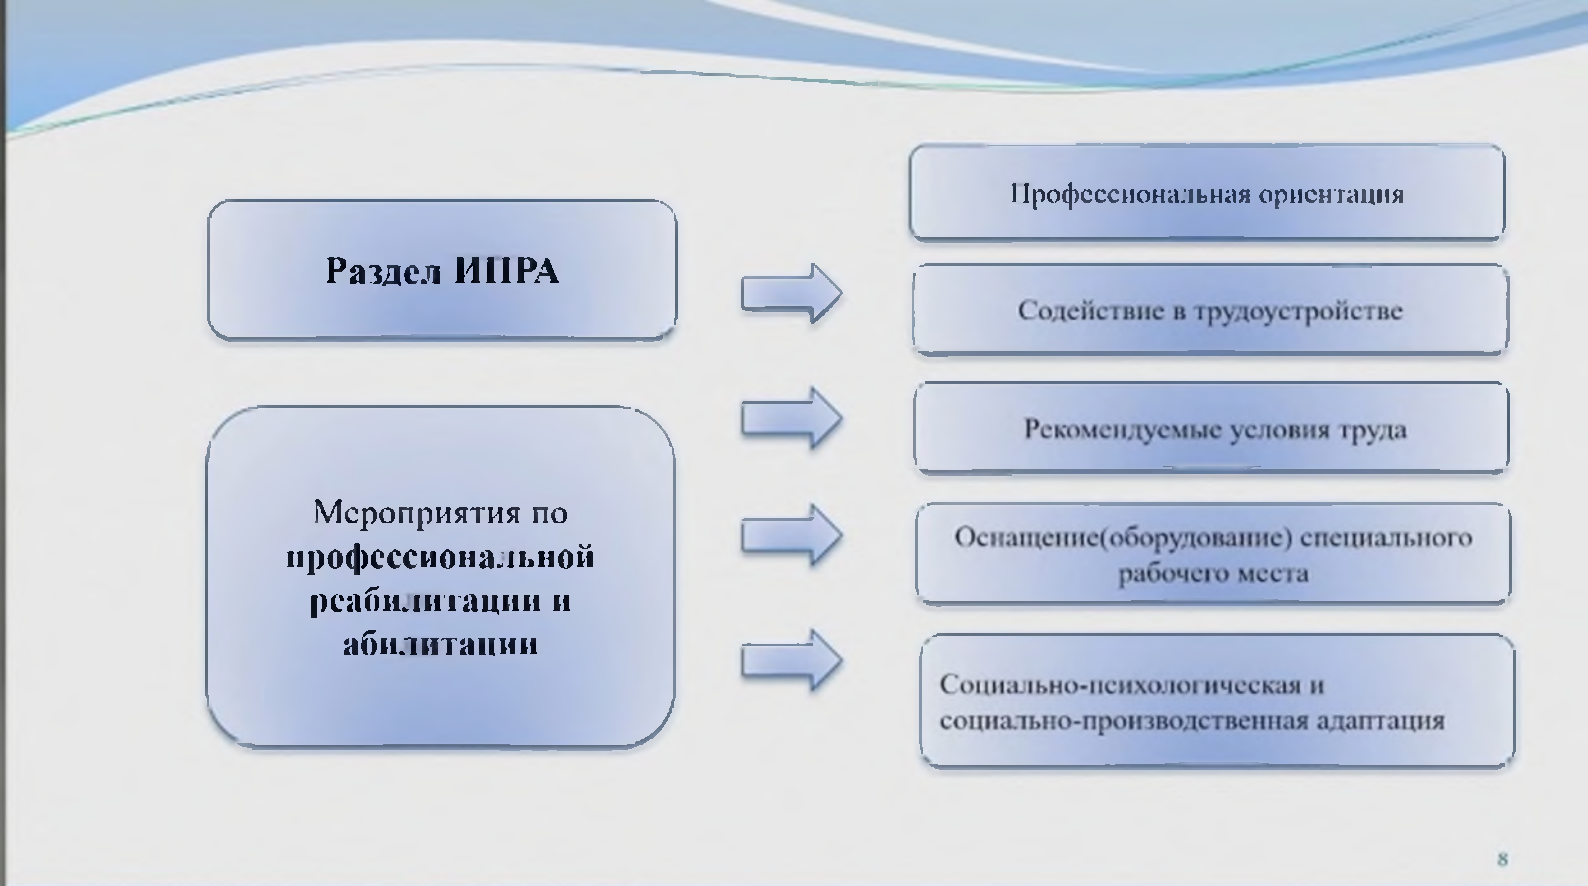 Раздел ИПРА
Мероприятия по
профессиональной
реабилитации и
абилитации
Профессиональная ориентация
Содействие в трудоустройстве
Рекомендуемые условия труда
Оснащение(оборудование) специального
рабочего места
Социально-психологическая и
социально-производственная адаптация
8